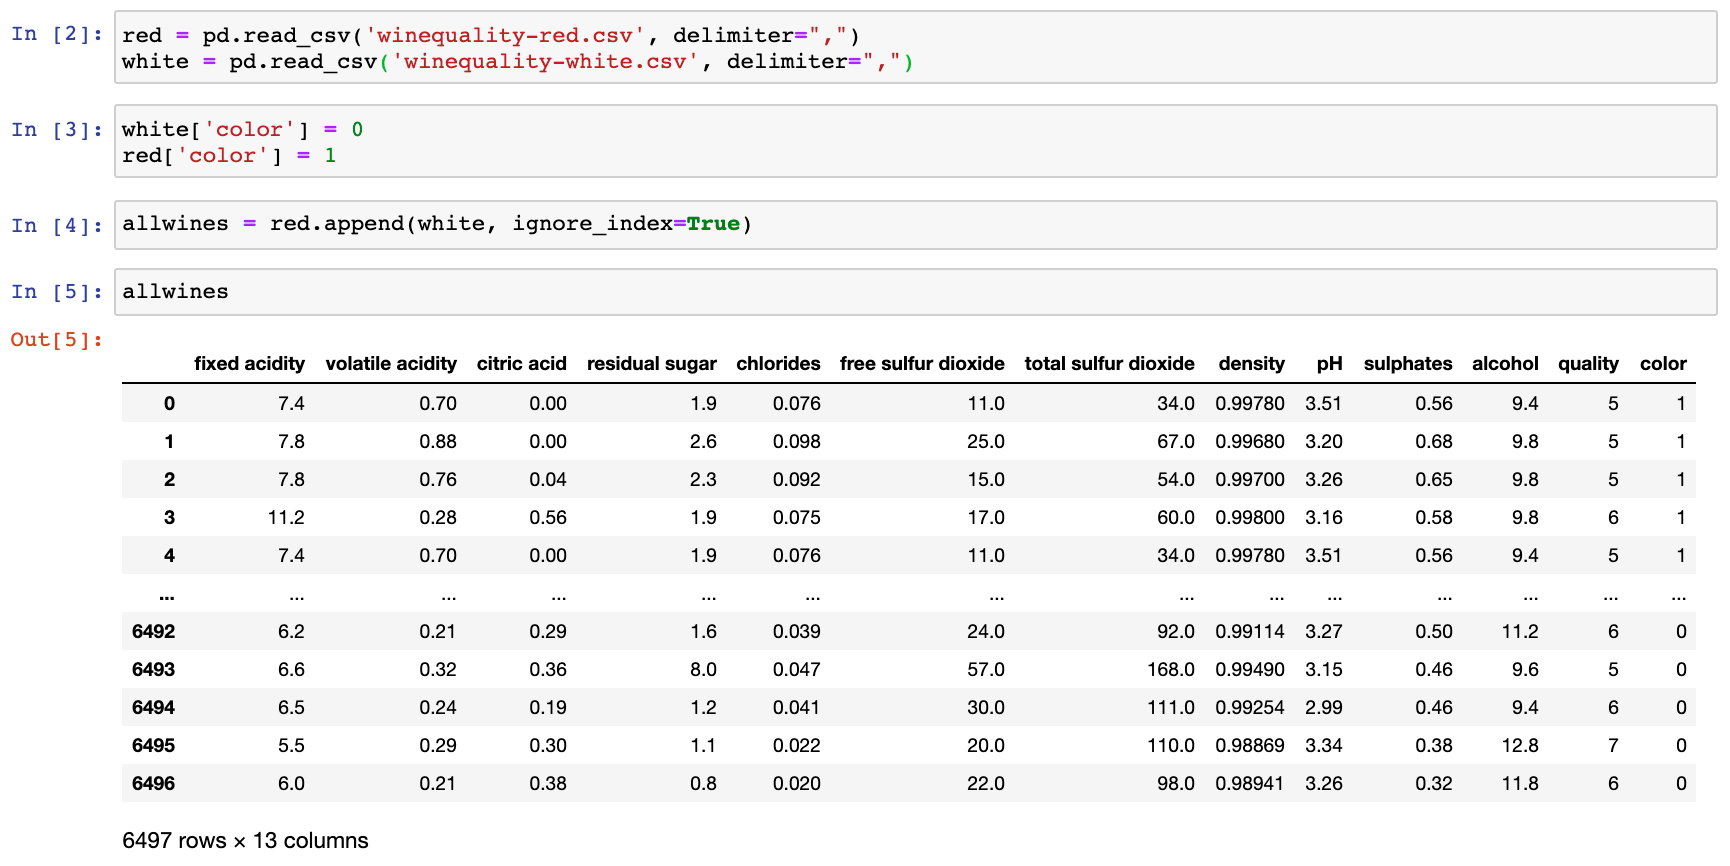 In [2]: red = pd.read_csv('winequality-red.csv', delimiter=",")
white = pd.read_csv('winequality-white.csv', delimiter=",")
In [3]: white['color'] = 0
red['color'] = 1
In [4]: allwines = red.append(white, ignore_index=True)
In [5]: allwines
Out[5]:
fixed acidity volatile acidity citric acid residual sugar chlorides free sulfur dioxide total sulfur dioxide density pH sulphates alcohol quality color
0 7.4 0.70 0.00 1.9 0.076 11.0 34.0 0.99780 3.51 0.56 9.4 5 1
1 7.8 0.88 0.00 2.6 0.098 25.0 67.0 0.99680 3.20 0.68 9.8 5 1
2 7.8 0.76 0.04 2.3 0.092 15.0 54.0 0.99700 3.26 0.65 9.8 5 1
3 11.2 0.28 0.56 1.9 0.075 17.0 60.0 0.99800 3.16 0.58 9.8 6 1
4 7.4 0.70 0.00 1.9 0.076 11.0 34.0 0.99780 3.51 0.56 9.4 5 1
... ... ... ... ... ... ... ... ... ... ... ... ... ...
6492 6.2 0.21 0.29 1.6 0.039 24.0 92.0 0.99114 3.27 0.50 11.2 6 0
6493 6.6 0.32 0.36 8.0 0.047 57.0 168.0 0.99490 3.15 0.46 9.6 5 0
6494 6.5 0.24 0.19 1.2 0.041 30.0 111.0 0.99254 2.99 0.46 9.4 6 0
6495 5.5 0.29 0.30 1.1 0.022 20.0 110.0 0.98869 3.34 0.38 12.8 7 0
6496 6.0 0.21 0.38 0.8 0.020 22.0 98.0 0.98941 3.26 0.32 11.8 6 0
6497 rows × 13 columns